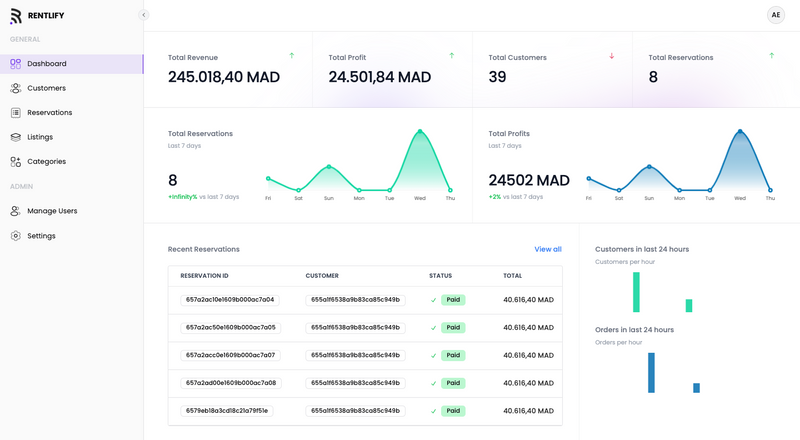 RENTLIFY
AE
GENERAL
Dashboard
Customers
Reservations
Listings
Categories
ADMIN
Manage Users
Settings
Total Revenue
245.018,40 MAD
Total Profit
24.501,84 MAD
Total Customers
39
Total Reservations
8
Total Reservations
Last 7 days
8
+Infinity% vs last 7 days
Fri Sat Sun Mon Tue Wed Thu
Total Profits
Last 7 days
24502 MAD
+2% vs last 7 days
Fri Sat Sun Mon Tue Wed Thu
Recent Reservations
View all
RESERVATION ID CUSTOMER STATUS TOTAL
657a2ac10e1609b000ac7a04 655a1f6538a9b83ca85c949b Paid 40.616,40 MAD
657a2ac50e1609b000ac7a05 655a1f6538a9b83ca85c949b Paid 40.616,40 MAD
657a2acc0e1609b000ac7a07 655a1f6538a9b83ca85c949b Paid 40.616,40 MAD
657a2ad00e1609b000ac7a08 655a1f6538a9b83ca85c949b Paid 40.616,40 MAD
6579eb18a3cd18c21a79f51e 655a1f6538a9b83ca85c949b Paid 40.616,40 MAD
Customers in last 24 hours
Customers per hour
Orders in last 24 hours
Orders per hour